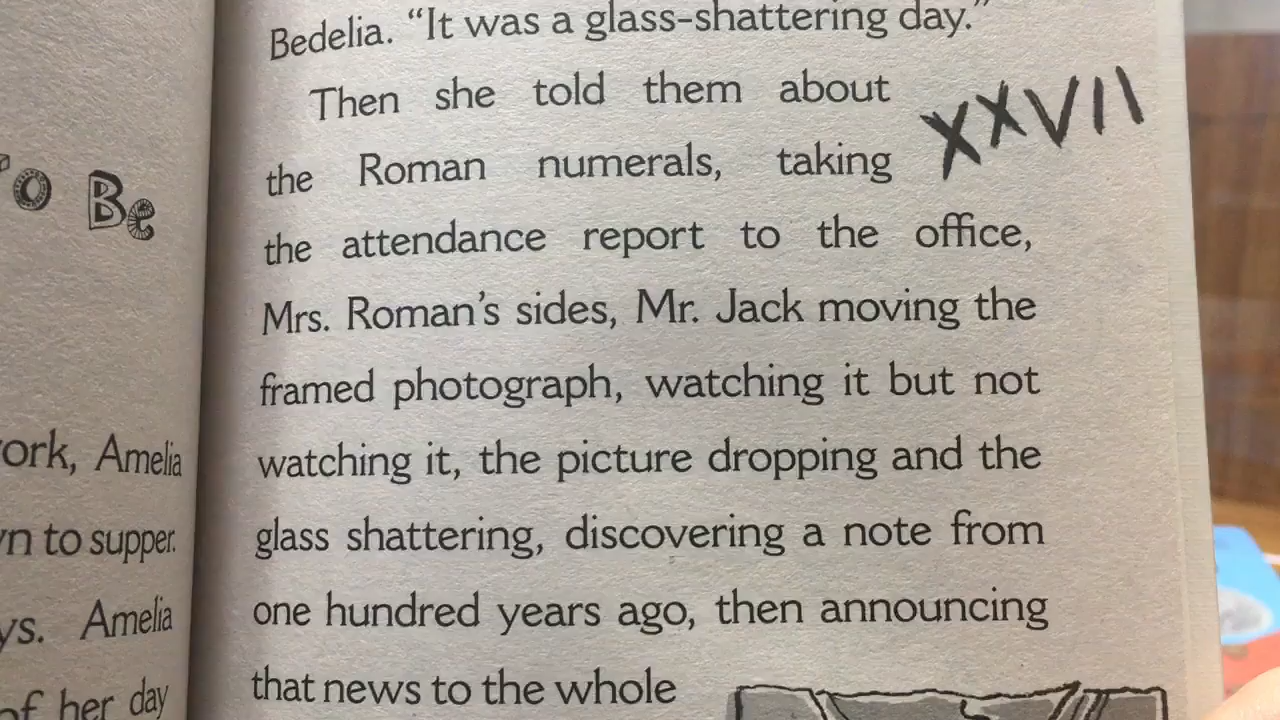 To Be
ork, Amelia
n to supper.
ys. Amelia
of her day
Bedelia. “It was a glass-shattering day.”
Then she told them about
the Roman numerals, taking
XXVII
the attendance report to the office,
Mrs. Roman’s sides, Mr. Jack moving the
framed photograph, watching it but not
watching it, the picture dropping and the
glass shattering, discovering a note from
one hundred years ago, then announcing
that news to the whole